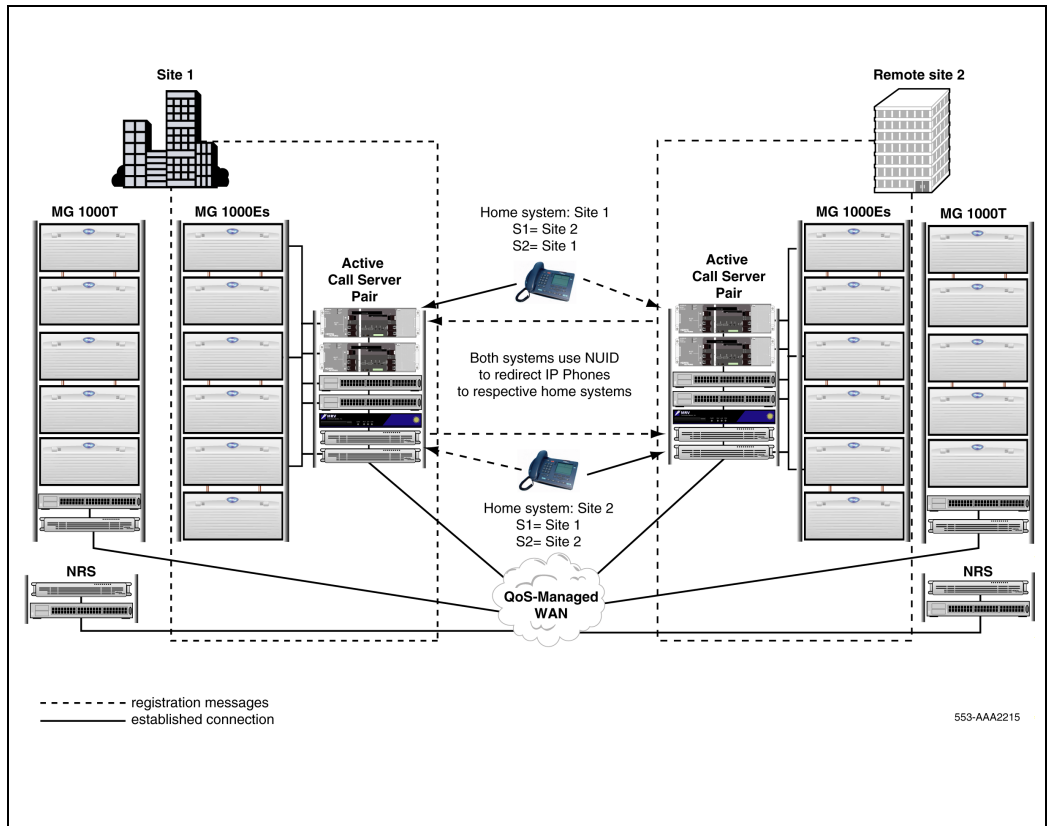 Site 1
Remote site 2
MG 1000T
MG 1000Es
Home system: Site 1
S1= Site 2
S2= Site 1
MG 1000Es
MG 1000T
Active
Call Server
Pair
Active
Call Server
Pair
Both systems use NUID
to redirect IP Phones
to respective home systems
MRV
MRV
Home system: Site 2
S1= Site 1
S2= Site 2
NRS
QoS-Managed
WAN
NRS
registration messages
established connection
553-AAA2215